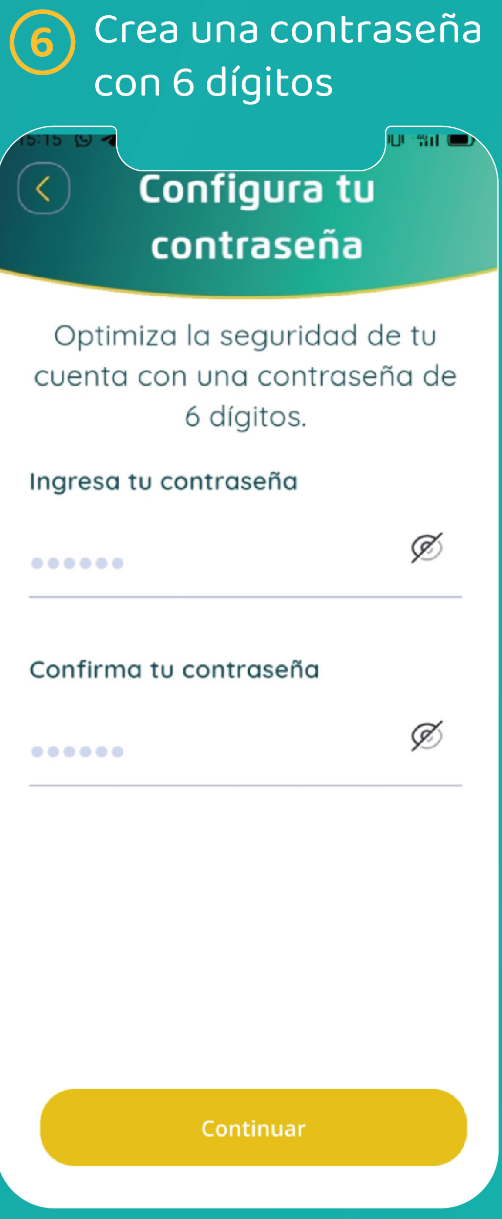 6
Crea una contraseña
con 6 dígitos
15:15
Configura tu
contraseña
Optimiza la seguridad de tu
cuenta con una contraseña de
6 dígitos.
Ingresa tu contraseña
Confirma tu contraseña
Continuar